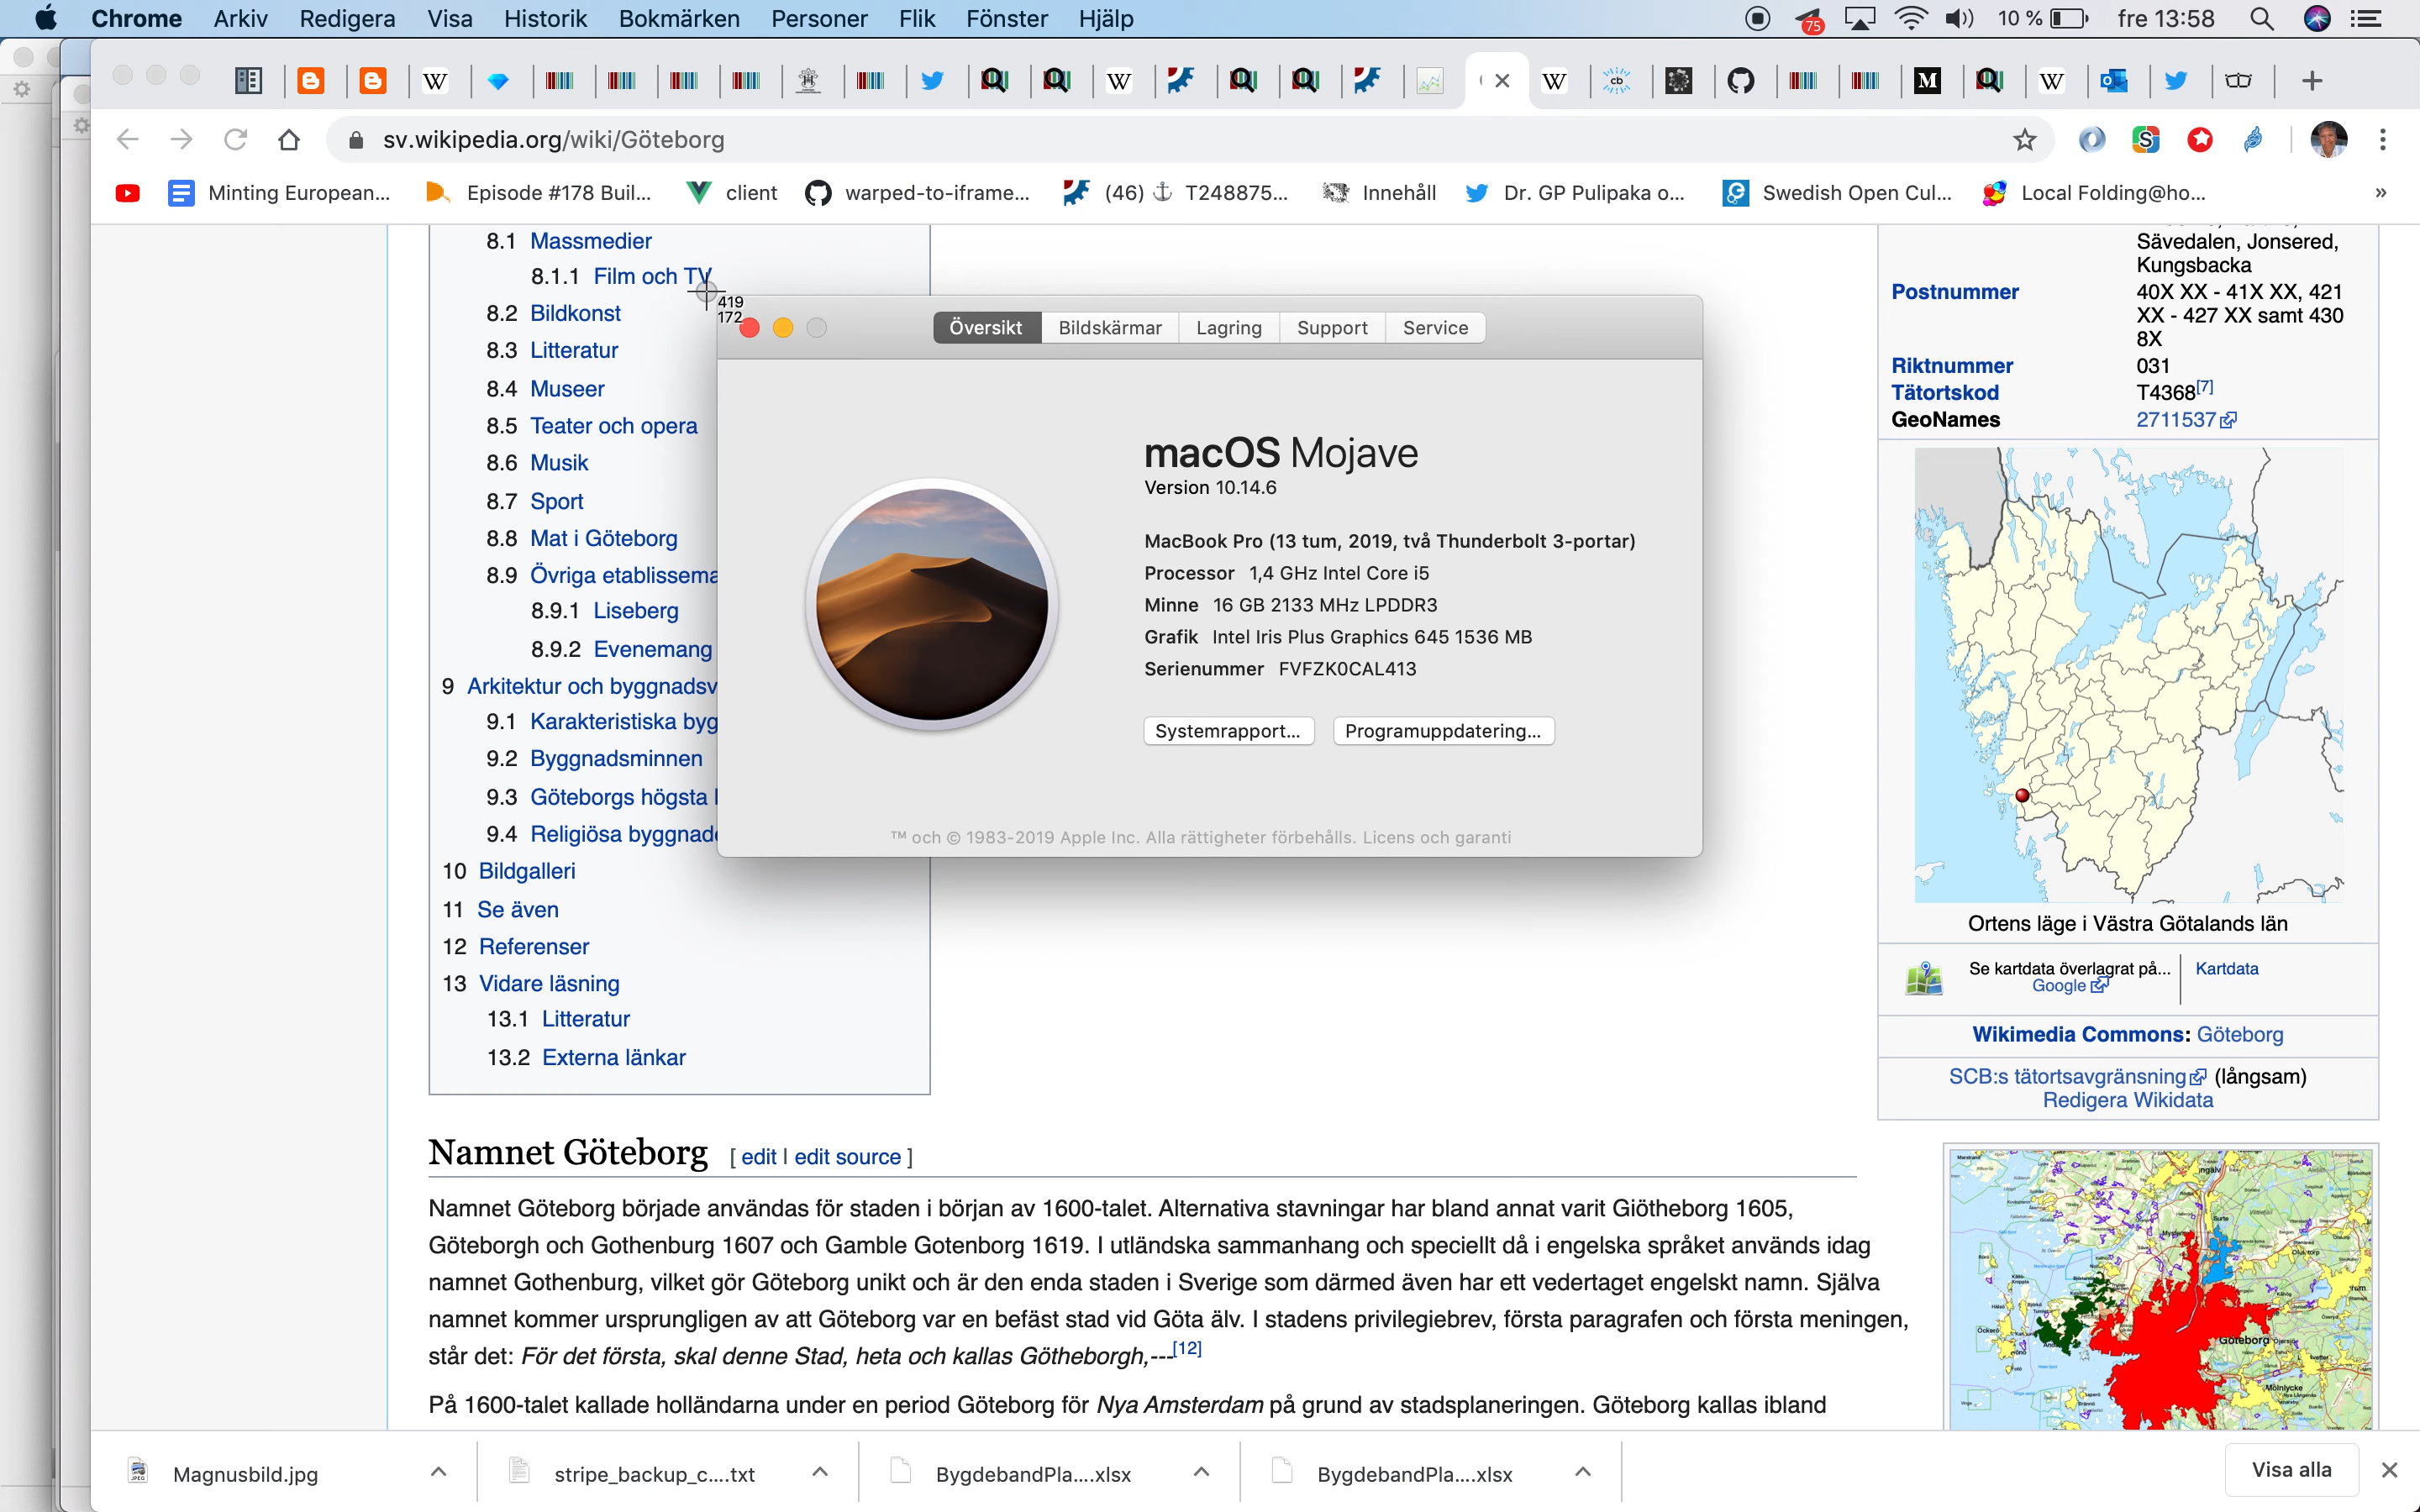 Chrome Arkiv Redigera Visa Historik Bokmärken Personer Flik Fönster Hjälp
75 10 % fre 13:58
sv.wikipedia.org/wiki/Göteborg
Minting European... Episode #178 Buil... client warped-to-iframe... (46) T248875... Innehåll Dr. GP Pulipaka o... Swedish Open Cul... Local Folding@ho... »
8.1 Massmedier
8.1.1 Film och TV
8.2 Bildkonst
8.3 Litteratur
8.4 Museer
8.5 Teater och opera
8.6 Musik
8.7 Sport
8.8 Mat i Göteborg
8.9 Övriga etablissema
8.9.1 Liseberg
8.9.2 Evenemang
9 Arkitektur och byggnadsv
9.1 Karakteristiska byg
9.2 Byggnadsminnen
9.3 Göteborgs högsta
9.4 Religiösa byggnade
10 Bildgalleri
11 Se även
12 Referenser
13 Vidare läsning
13.1 Litteratur
13.2 Externa länkar
419
172
Översikt Bildskärmar Lagring Support Service
macOS Mojave
Version 10.14.6
MacBook Pro (13 tum, 2019, två Thunderbolt 3-portar)
Processor 1,4 GHz Intel Core i5
Minne 16 GB 2133 MHz LPDDR3
Grafik Intel Iris Plus Graphics 645 1536 MB
Serienummer FVFZK0CAL413
Systemrapport... Programuppdatering...
™ och © 1983-2019 Apple Inc. Alla rättigheter förbehålls. Licens och garanti
Sävedalen, Jonsered,
Kungsbacka
Postnummer 40X XX - 41X XX, 421
XX - 427 XX samt 430
8X
Riktnummer 031
Tätortskod T4368[7]
GeoNames 2711537
Ortens läge i Västra Götalands län
Se kartdata överlagrat på... Kartdata
Google
Wikimedia Commons: Göteborg
SCB:s tätortsavgränsning (långsam)
Redigera Wikidata
Surte
Göteborg
Mölnlycke
Öckerö
Namnet Göteborg [ edit | edit source ]
Namnet Göteborg började användas för staden i början av 1600-talet. Alternativa stavningar har bland annat varit Giötheborg 1605,
Göteborgh och Gothenburg 1607 och Gamble Gotenborg 1619. I utländska sammanhang och speciellt då i engelska språket används idag
namnet Gothenburg, vilket gör Göteborg unikt och är den enda staden i Sverige som därmed även har ett vedertaget engelskt namn. Själva
namnet kommer ursprungligen av att Göteborg var en befäst stad vid Göta älv. I stadens privilegiebrev, första paragrafen och första meningen,
står det: För det första, skal denne Stad, heta och kallas Götheborgh,---[12]
På 1600-talet kallade holländarna under en period Göteborg för Nya Amsterdam på grund av stadsplaneringen. Göteborg kallas ibland
Magnusbild.jpg stripe_backup_c....txt BygdebandPla....xlsx BygdebandPla....xlsx Visa alla